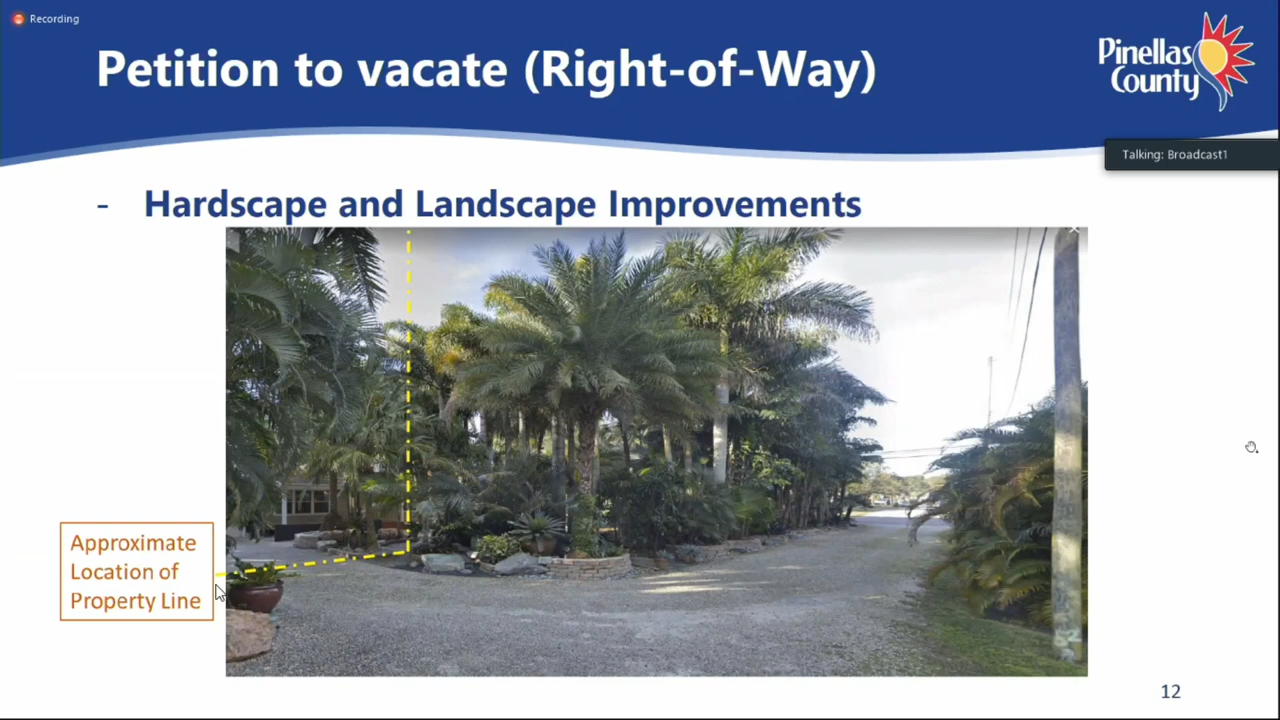 Recording
Petition to vacate (Right-of-Way)
Pinellas
County
Talking: Broadcast1
- Hardscape and Landscape Improvements
Approximate
Location of
Property Line
12